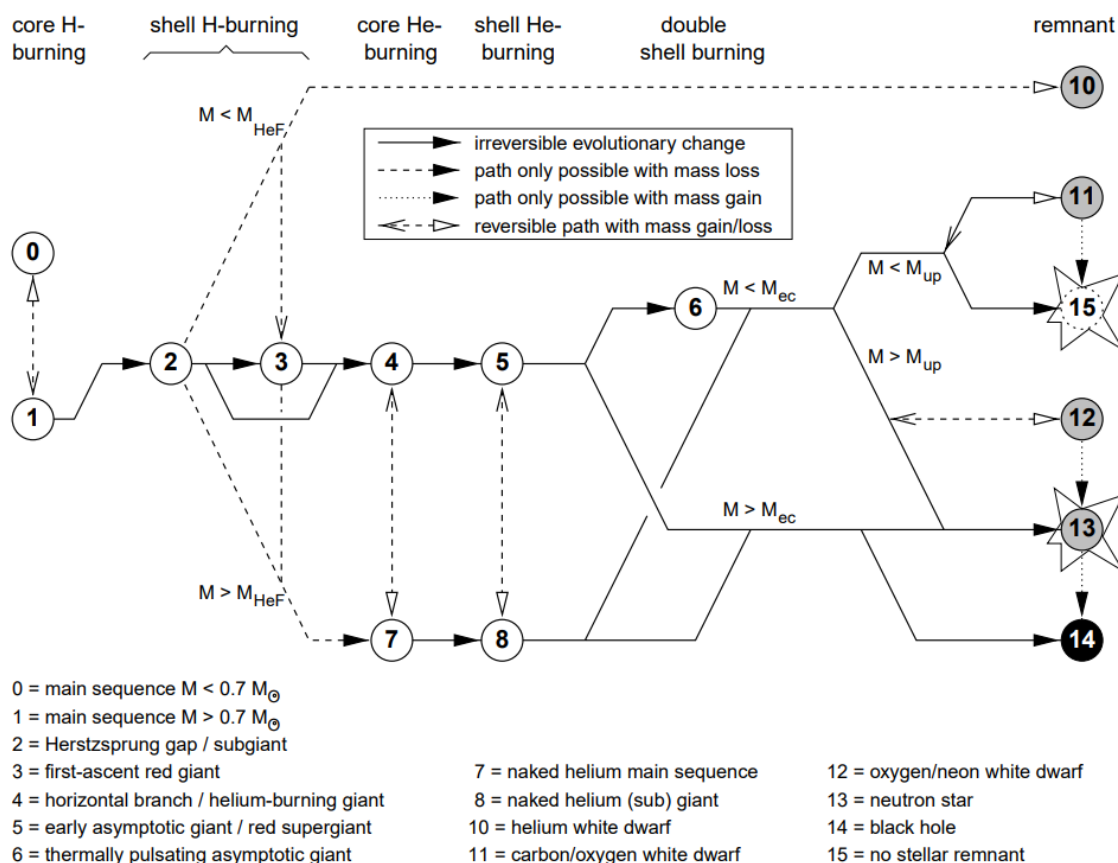 core H-
burning
shell H-burning
core He-
burning
shell He-
burning
double
shell burning
remnant
10
M < M_HeF
irreversible evolutionary change
path only possible with mass loss
path only possible with mass gain
reversible path with mass gain/loss
11
0
M < M_ec
M < M_up
6
15
2
3
4
5
M > M_up
1
12
M > M_ec
13
M > M_HeF
7
8
14
0 = main sequence M < 0.7 M⊙
1 = main sequence M > 0.7 M⊙
2 = Herstzsprung gap / subgiant
3 = first-ascent red giant
4 = horizontal branch / helium-burning giant
5 = early asymptotic giant / red supergiant
6 = thermally pulsating asymptotic giant
7 = naked helium main sequence
8 = naked helium (sub) giant
10 = helium white dwarf
11 = carbon/oxygen white dwarf
12 = oxygen/neon white dwarf
13 = neutron star
14 = black hole
15 = no stellar remnant